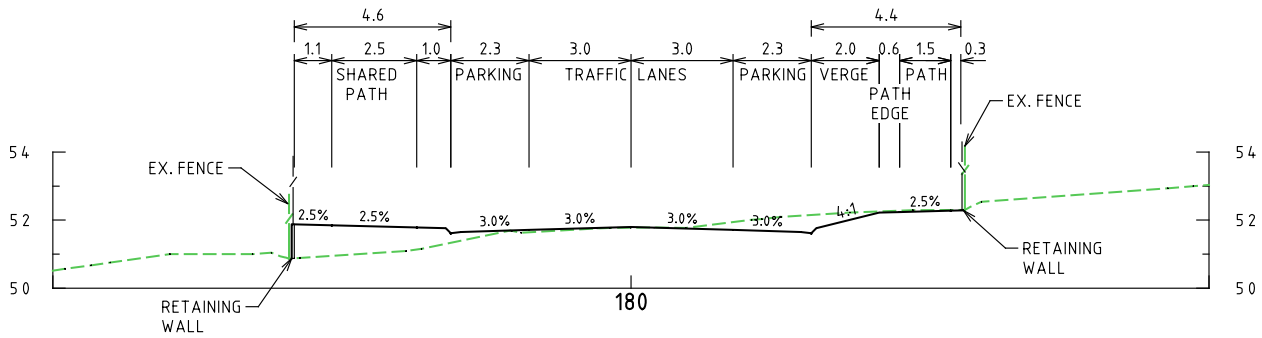 4.6
4.4
1.1 2.5 1.0 2.3 3.0 3.0 2.3 2.0 0.6 1.5 0.3
SHARED PATH
PARKING
TRAFFIC LANES
PARKING
VERGE
PATH EDGE
PATH
EX. FENCE
EX. FENCE
54
54
52
52
50
50
2.5%
2.5%
3.0%
3.0%
3.0%
3.0%
4:1
2.5%
RETAINING
WALL
RETAINING
WALL
180